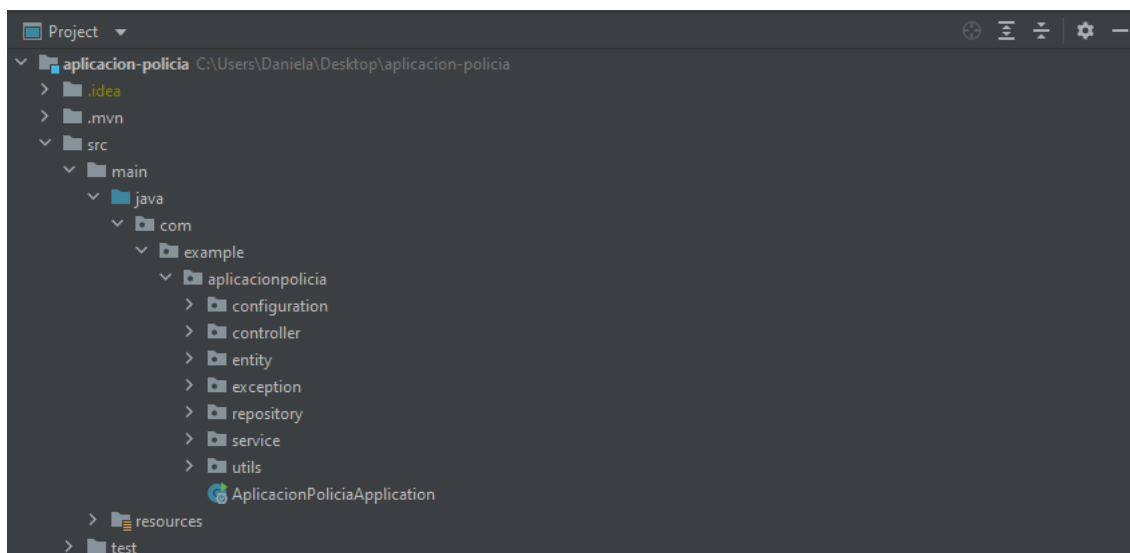 Project
aplicacion-policia C:\Users\Daniela\Desktop\aplicacion-policia
.idea
.mvn
src
main
java
com
example
aplicacionpolicia
configuration
controller
entity
exception
repository
service
utils
AplicacionPoliciaApplication
resources
test